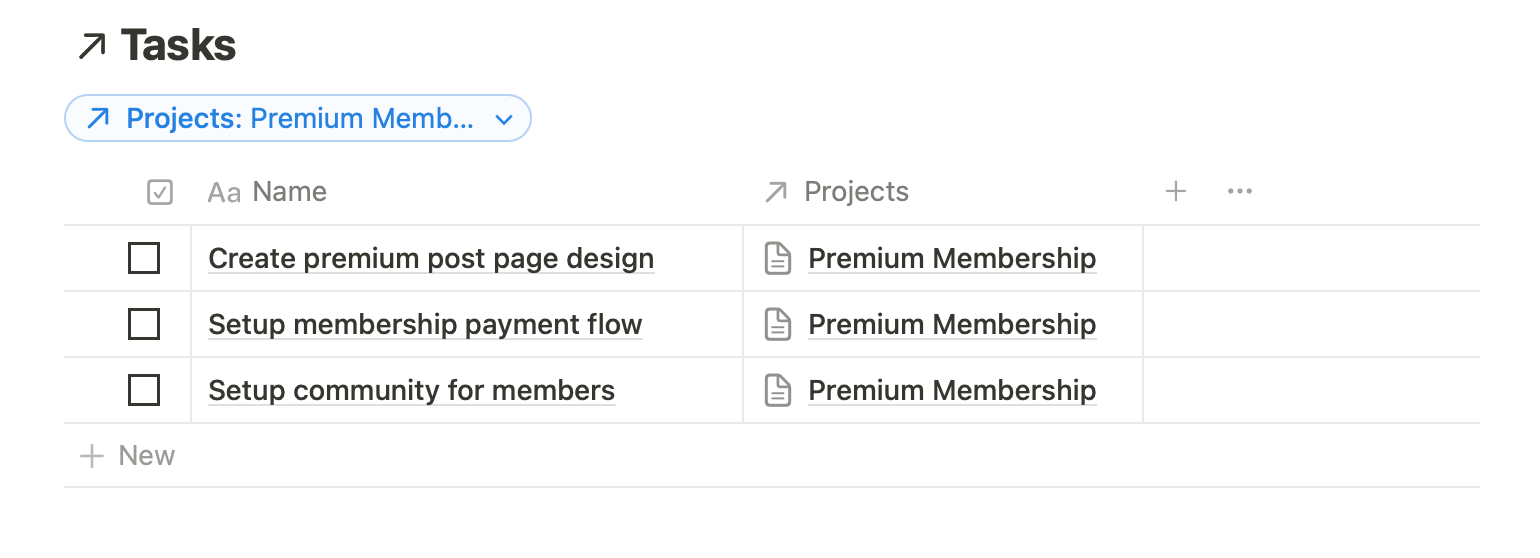 Tasks
Projects: Premium Memb...
Aa Name Projects
Create premium post page design Premium Membership
Setup membership payment flow Premium Membership
Setup community for members Premium Membership
New